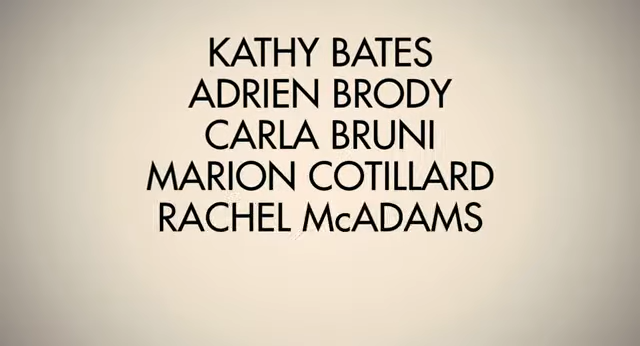 KATHY BATES
ADRIEN BRODY
CARLA BRUNI
MARION COTILLARD
RACHEL McADAMS